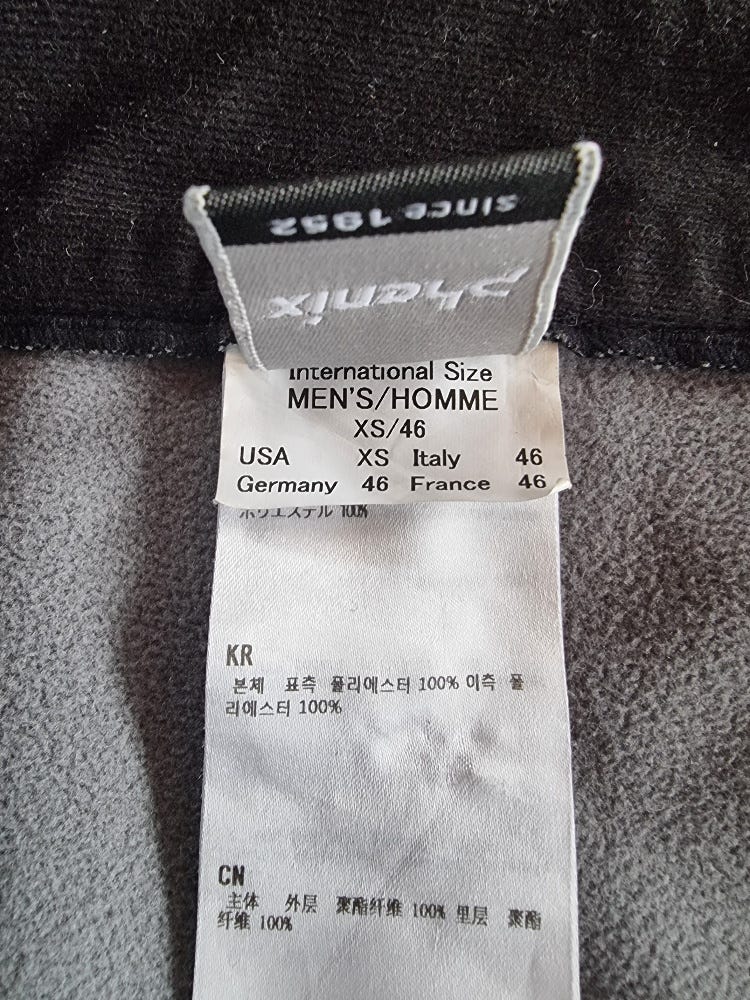 since 1952
phenix
International Size
MEN'S/HOMME
XS/46
USA XS Italy 46
Germany 46 France 46
ポリエステル 100%
KR
본체 표측 폴리에스터 100% 이측 폴
리에스터 100%
CN
主体 外层 聚酯纤维 100% 里层 聚酯
纤维 100%